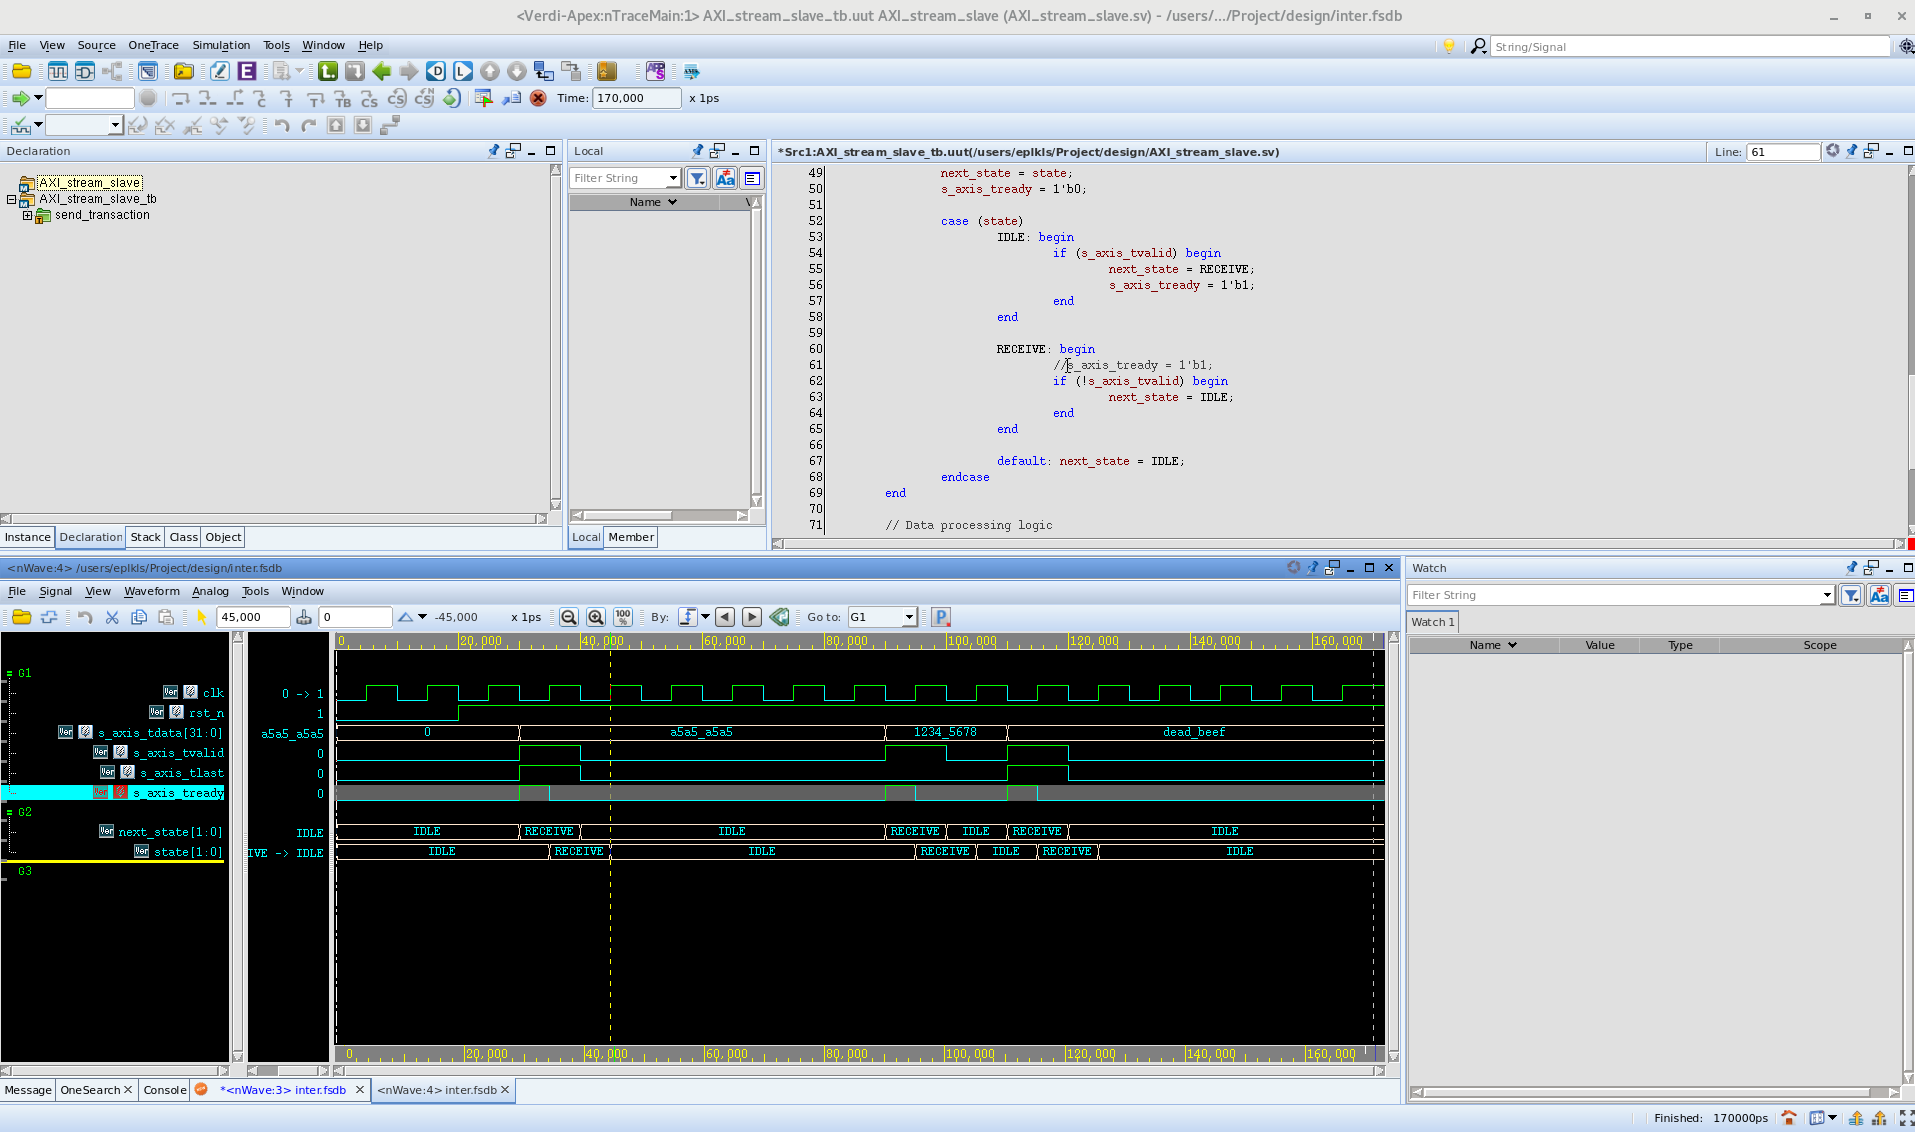 <Verdi-Apex:nTraceMain:1> AXI_stream_slave_tb.uut AXI_stream_slave (AXI_stream_slave.sv) - /users/.../Project/design/inter.fsdb
File View Source OneTrace Simulation Tools Window Help
String/Signal
Time: 170,000 x 1ps
Declaration
AXI_stream_slave
AXI_stream_slave_tb
send_transaction
Instance Declaration Stack Class Object
Local
Filter String
Name
Local Member
*Src1:AXI_stream_slave_tb.uut(/users/eplkls/Project/design/AXI_stream_slave.sv)
Line: 61
49 next_state = state;
50 s_axis_tready = 1'b0;
51
52 case (state)
53 IDLE: begin
54 if (s_axis_tvalid) begin
55 next_state = RECEIVE;
56 s_axis_tready = 1'b1;
57 end
58 end
59
60 RECEIVE: begin
61 //s_axis_tready = 1'b1;
62 if (!s_axis_tvalid) begin
63 next_state = IDLE;
64 end
65 end
66
67 default: next_state = IDLE;
68 endcase
69 end
70
71 // Data processing logic
<nWave:4> /users/eplkls/Project/design/inter.fsdb
File Signal View Waveform Analog Tools Window
45,000 0 -45,000 x 1ps 100% By: Go to: G1
0 20,000 40,000 60,000 80,000 100,000 120,000 140,000 160,000
G1
clk 0 -> 1
rst_n 1
s_axis_tdata[31:0] a5a5_a5a5 0 a5a5_a5a5 1234_5678 dead_beef
s_axis_tvalid 0
s_axis_tlast 0
s_axis_tready 0
G2
next_state[1:0] IDLE IDLE RECEIVE IDLE RECEIVE IDLE RECEIVE IDLE
state[1:0] IVE -> IDLE IDLE RECEIVE IDLE RECEIVE IDLE RECEIVE IDLE
G3
0 20,000 40,000 60,000 80,000 100,000 120,000 140,000 160,000
Message OneSearch Console *<nWave:3> inter.fsdb <nWave:4> inter.fsdb
Watch
Filter String
Watch 1
Name Value Type Scope
Finished: 170000ps